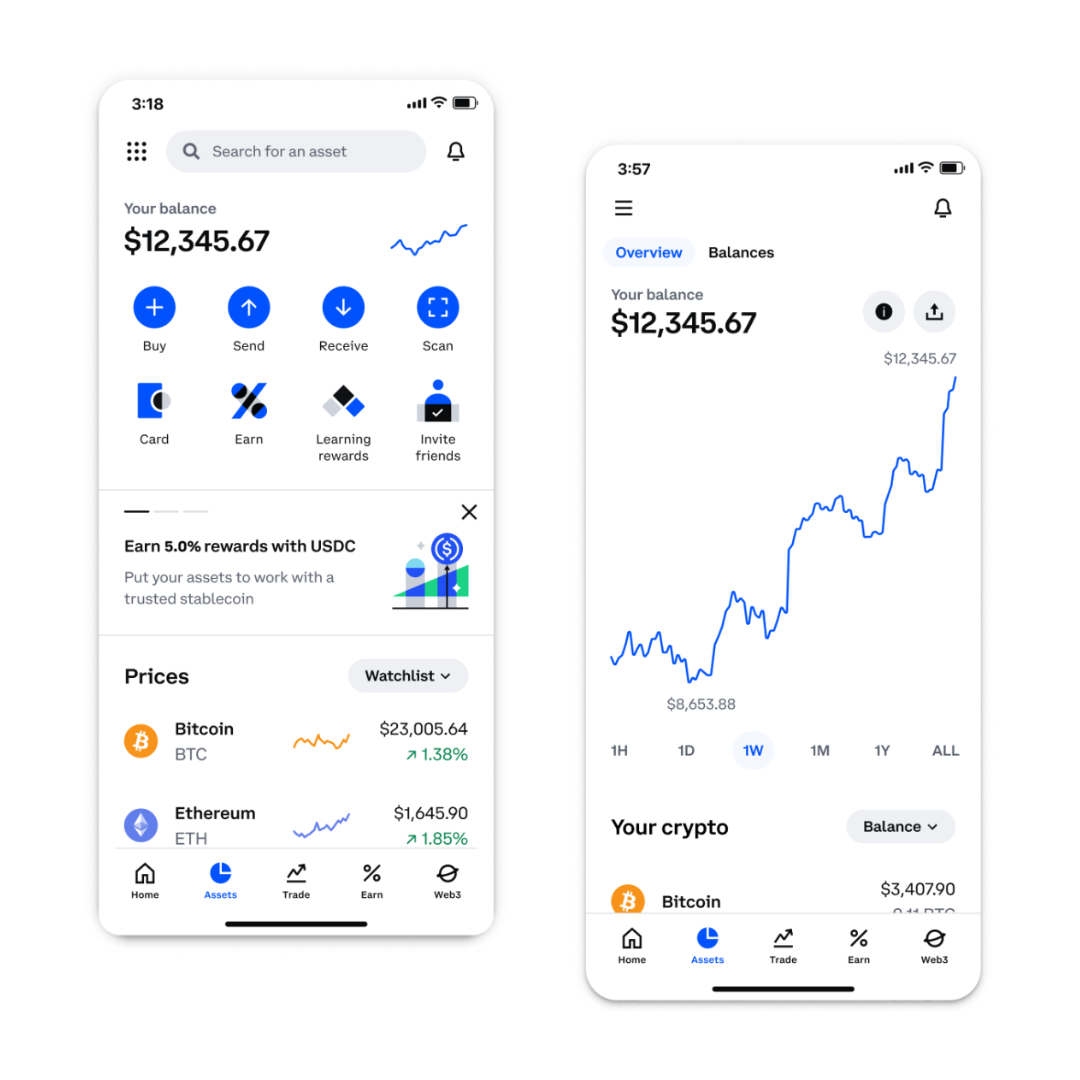 3:18
Search for an asset
Your balance
$12,345.67
Buy Send Receive Scan
Card Earn Learning rewards Invite friends
Earn 5.0% rewards with USDC
Put your assets to work with a
trusted stablecoin
Prices Watchlist
Bitcoin $23,005.64
BTC 1.38%
Ethereum $1,645.90
ETH 1.85%
Home Assets Trade Earn Web3
3:57
Overview Balances
Your balance
$12,345.67
$12,345.67
$8,653.88
1H 1D 1W 1M 1Y ALL
Your crypto Balance
Bitcoin $3,407.90
0.11 BTC
Home Assets Trade Earn Web3